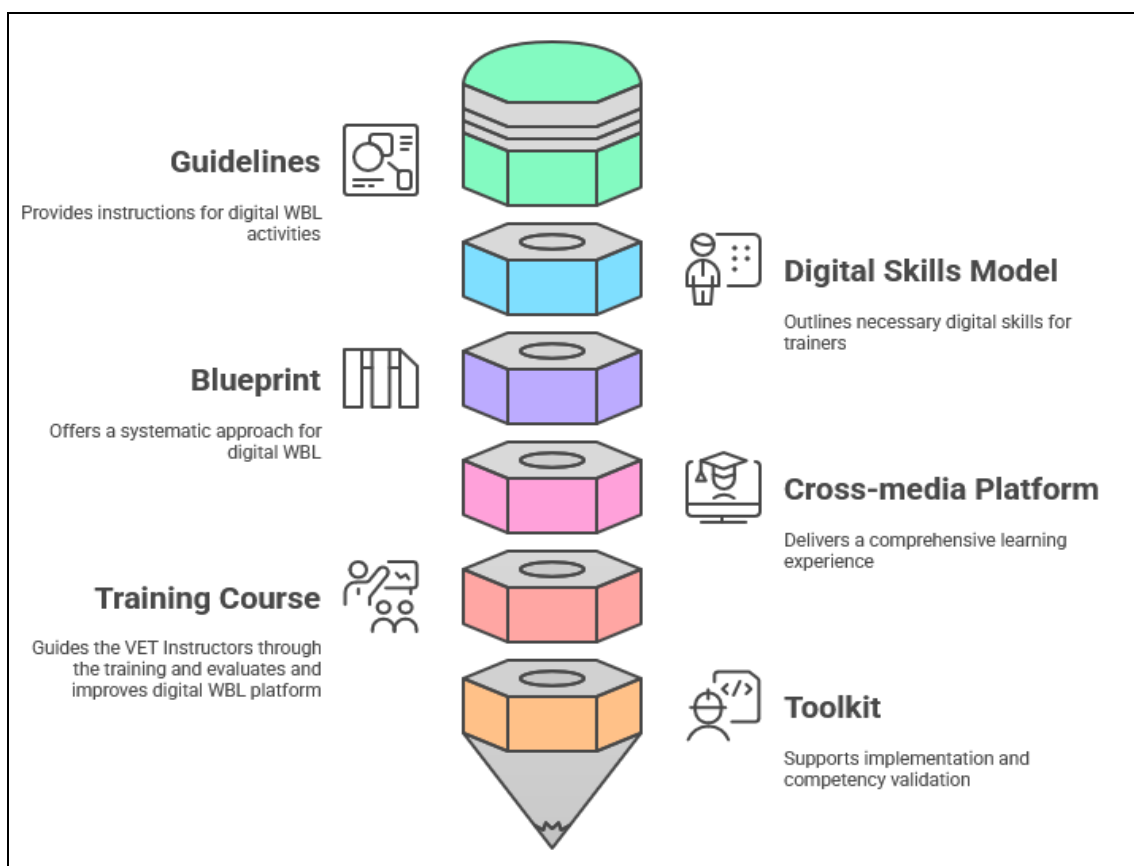 Guidelines
Provides instructions for digital WBL
activities
Digital Skills Model
Outlines necessary digital skills for
trainers
Blueprint
Offers a systematic approach for
digital WBL
Cross-media Platform
Delivers a comprehensive learning
experience
Training Course
Guides the VET Instructors through
the training and evaluates and
improves digital WBL platform
Toolkit
Supports implementation and
competency validation